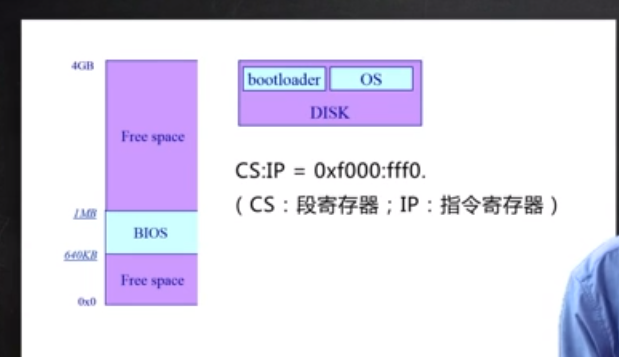 4GB
Free space
1MB
BIOS
640KB
Free space
0x0
bootloader
OS
DISK
CS:IP = 0xf000:fff0.
( CS : 段寄存器 ; IP : 指令寄存器 )